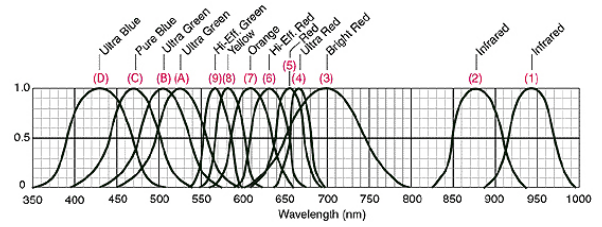 Ultra Blue
Pure Blue
Ultra Green
Ultra Green
Hi-Eff. Green
Yellow
Orange
Hi-Eff. Red
Red
Ultra Red
Bright Red
Infrared
Infrared
(D) (C) (B) (A) (9) (8) (7) (6) (5) (4) (3) (2) (1)
1.0
0.5
0
350 400 450 500 550 600 650 700 750 800 850 900 950 1000
Wavelength (nm)